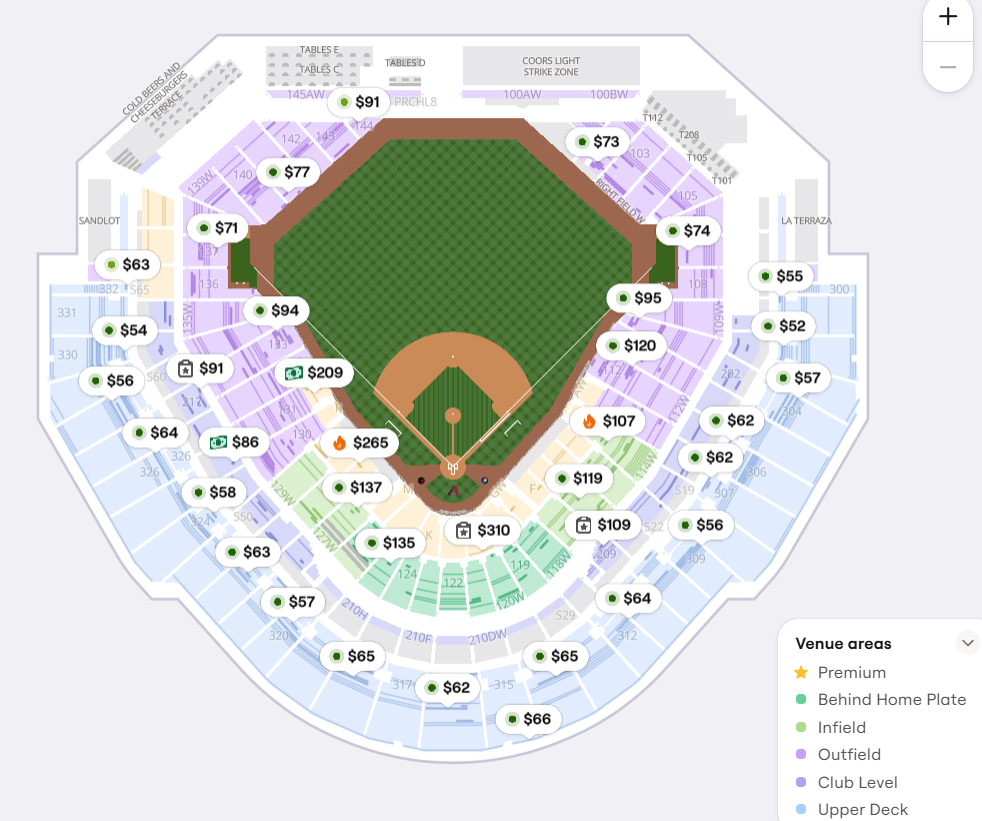 +
−
TABLES E
TABLES C
TABLES D
COORS LIGHT
STRIKE ZONE
COLD BEERS AND
CHEESEBURGERS
TERRACE
145AW
$91
PRCHL8
100AW
100BW
T112
T208
T105
T101
144
143
142
$73
103
140
$77
139W
105
RIGHT FIELD W
SANDLOT
LA TERRAZA
$71
$74
137
$63
332
S65
136
108
$55
300
331
$94
$95
135W
109W
$54
$52
330
133
$120
$91
$209
112
202
S60
$56
$57
217
131
112W
304
$107
$62
$64
$86
130
$265
326
326
$62
114W
306
$137
$119
129W
F
S19
307
$58
324
S50
127W
K
$310
$109
S22
$56
$135
$63
209
309
124
122
119
118W
120W
$57
210H
$64
S29
320
210F
210DW
312
$65
$65
317
$62
315
$66
Venue areas
Premium
Behind Home Plate
Infield
Outfield
Club Level
Upper Deck